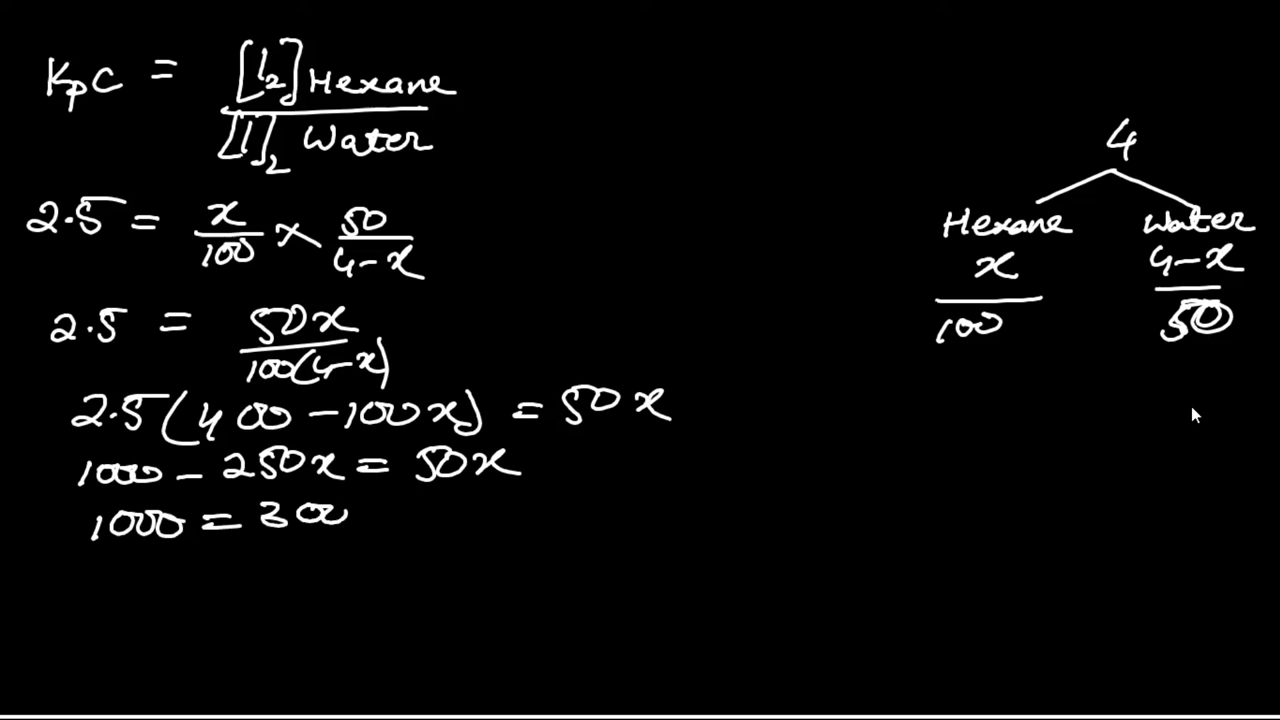 Kpc = [I2] Hexane / [I]2 Water
2.5 = x/100 × 50/4-x
2.5 = 50x / 100(4-x)
2.5(400-100x) = 50x
1000 - 250x = 50x
1000 = 300
4
Hexane Water
x/100 4-x/50